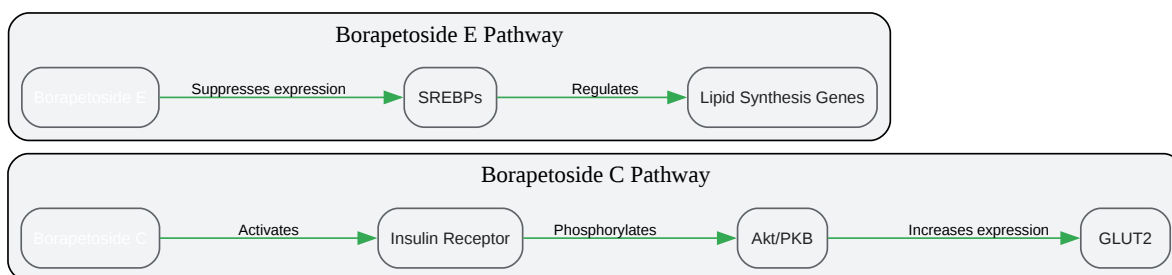 Borapetoside E Pathway
Borapetoside E
Suppresses expression
SREBPs
Regulates
Lipid Synthesis Genes
Borapetoside C Pathway
Borapetoside C
Activates
Insulin Receptor
Phosphorylates
Akt/PKB
Increases expression
GLUT2